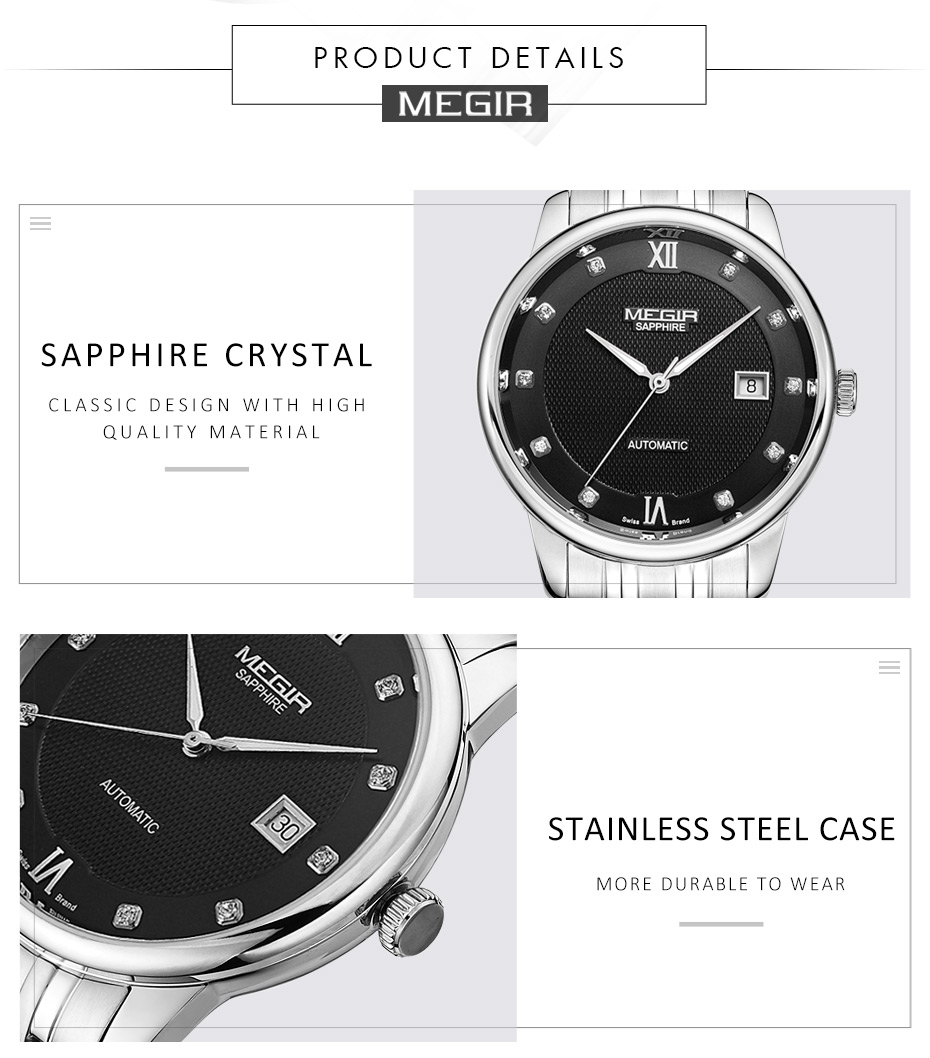 PRODUCT DETAILS
MEGIR
SAPPHIRE CRYSTAL
CLASSIC DESIGN WITH HIGH
QUALITY MATERIAL
XII
MEGIR
SAPPHIRE
8
AUTOMATIC
VI
Swiss Brand
MEGIR
SAPPHIRE
AUTOMATIC
30
VI
Swiss Brand
STAINLESS STEEL CASE
MORE DURABLE TO WEAR